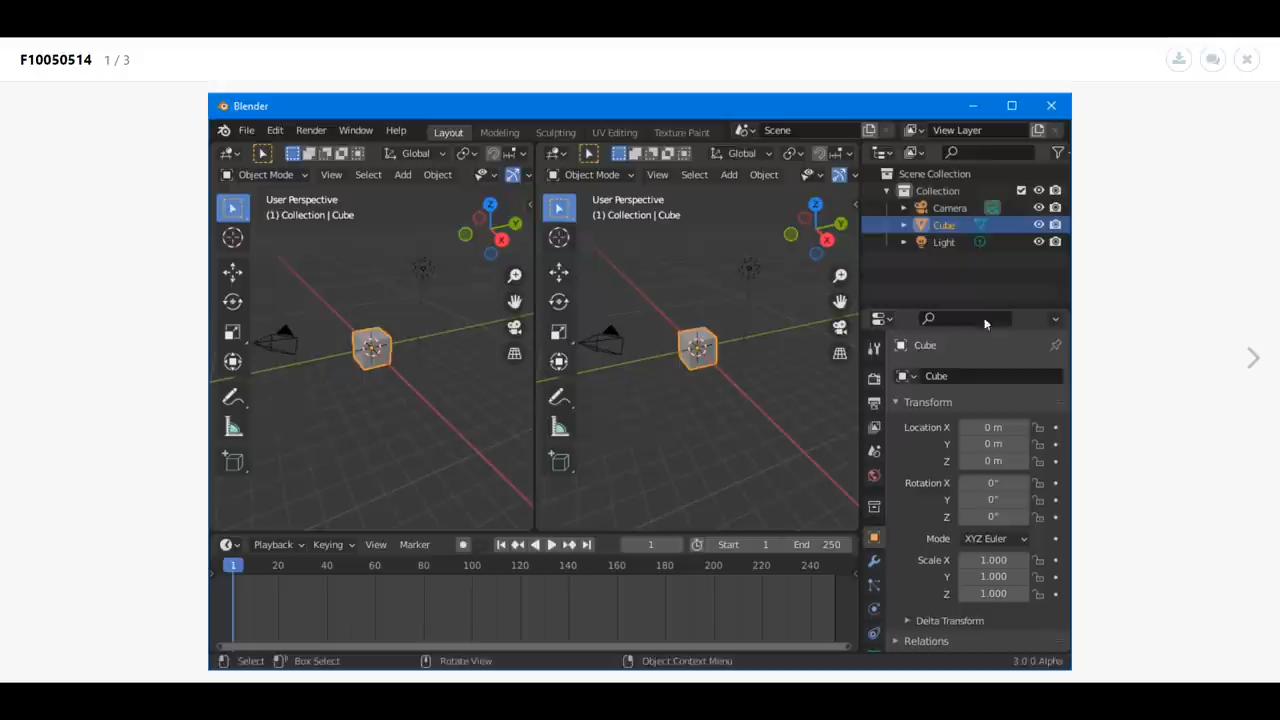 F10050514 1 / 3
Blender
File Edit Render Window Help Layout Modeling Sculpting UV Editing Texture Paint Scene View Layer
Global Global
Object Mode View Select Add Object Object Mode View Select Add Object
Scene Collection
Collection
Camera
Cube
Light
User Perspective
(1) Collection | Cube
Z
Y
X
User Perspective
(1) Collection | Cube
Z
Y
X
Cube
Cube
Transform
Location X 0 m
Y 0 m
Z 0 m
Rotation X 0°
Y 0°
Z 0°
Mode XYZ Euler
Scale X 1.000
Y 1.000
Z 1.000
Delta Transform
Relations
Playback Keying View Marker 1 Start 1 End 250
1 20 40 60 80 100 120 140 160 180 200 220 240
Select Box Select Rotate View Object Context Menu 3.0.0 Alpha